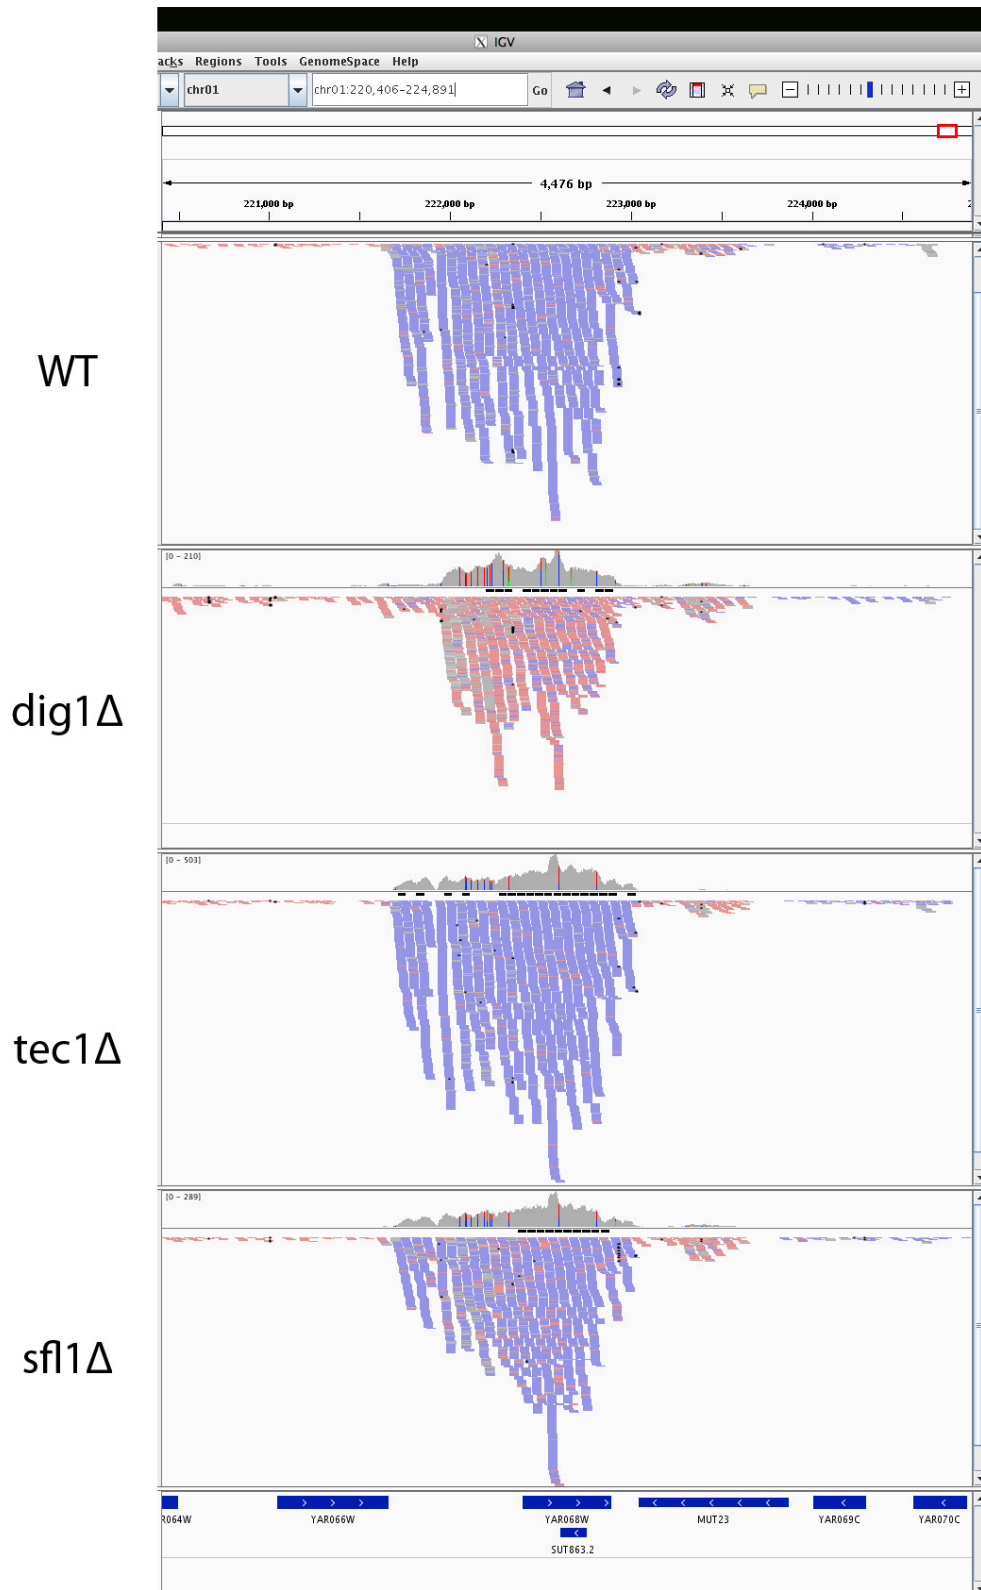 X IGV
acks Regions Tools GenomeSpace Help
chr01 chr01:220,406-224,891 Go
4,476 bp
221,000 bp 222,000 bp 223,000 bp 224,000 bp 2
WT
[0 - 210]
dig1Δ
[0 - 503]
tec1Δ
[0 - 289]
sfl1Δ
R064W YAR066W YAR068W MUT23 YAR069C YAR070C
SUT863.2